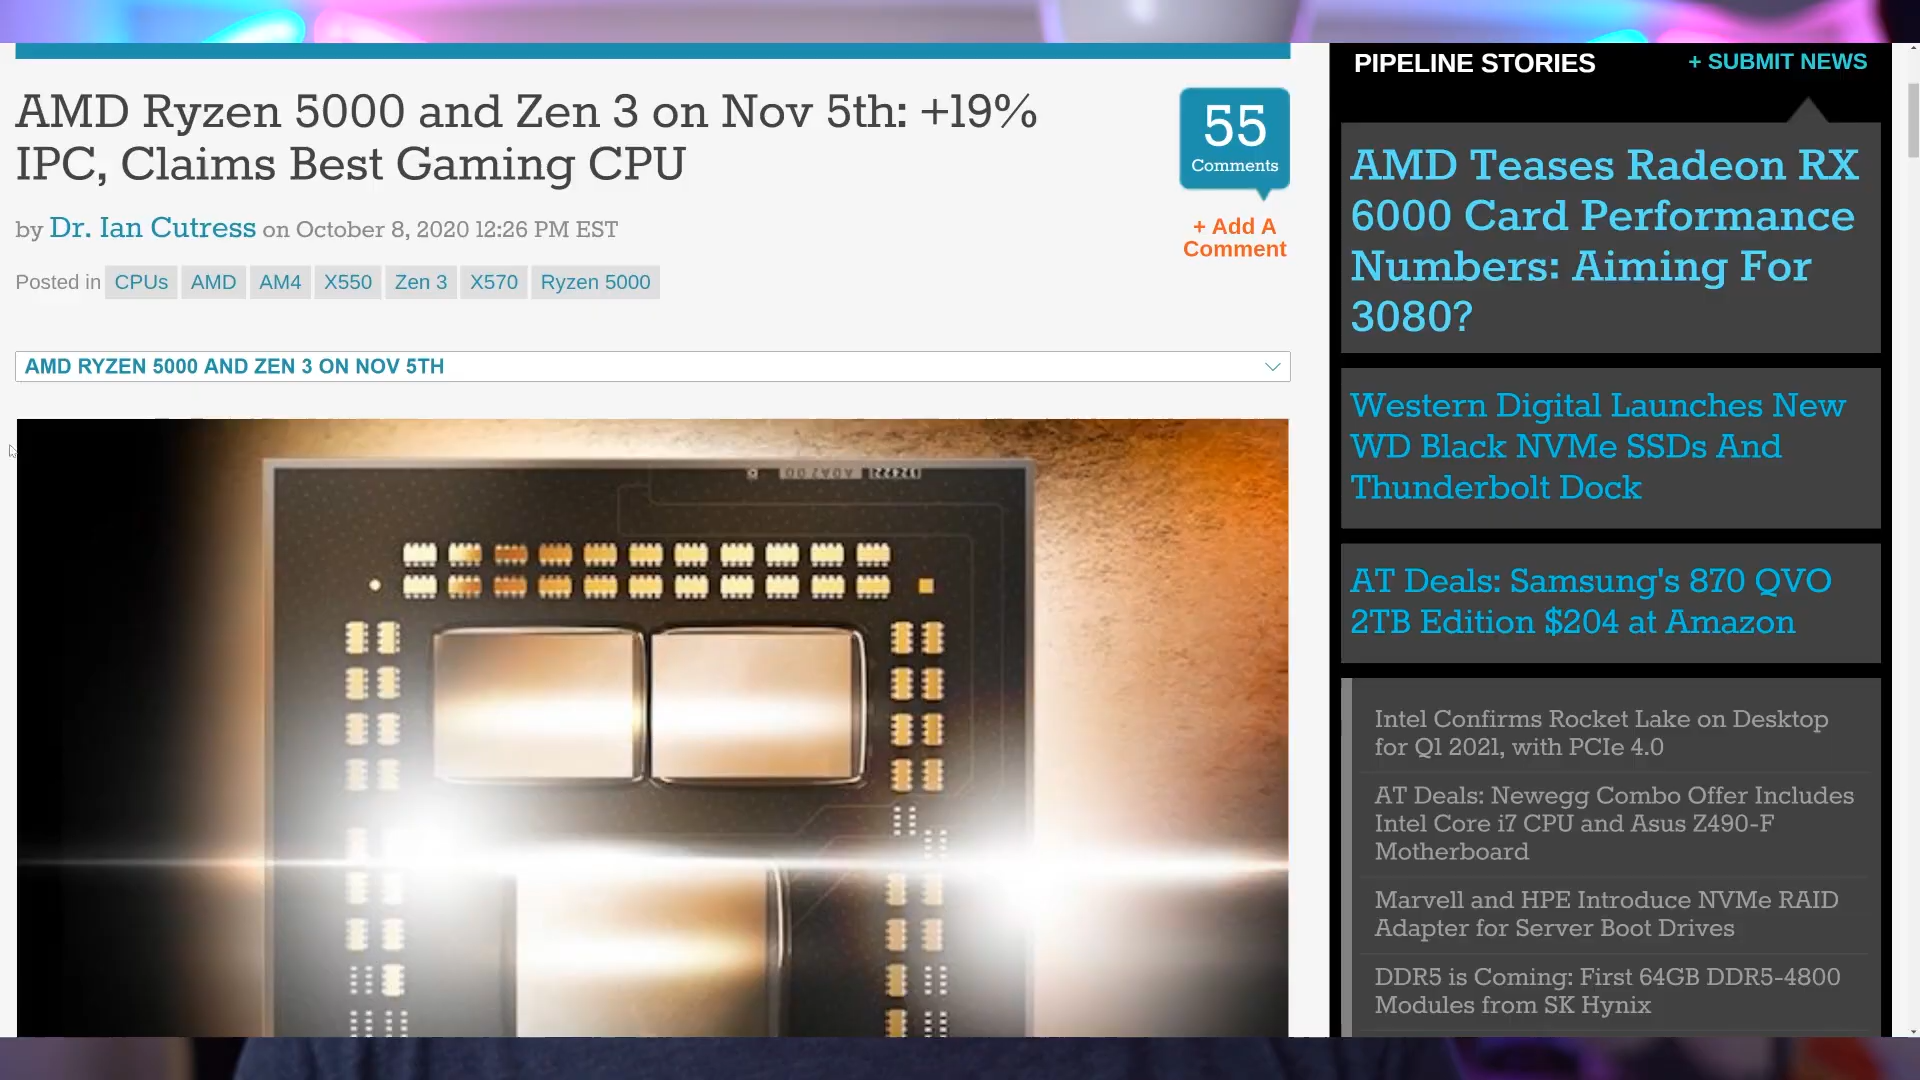 AMD Ryzen 5000 and Zen 3 on Nov 5th: +19%
IPC, Claims Best Gaming CPU
by Dr. Ian Cutress on October 8, 2020 12:26 PM EST
Posted in CPUs AMD AM4 X550 Zen 3 X570 Ryzen 5000
55
Comments
+ Add A
Comment
AMD RYZEN 5000 AND ZEN 3 ON NOV 5TH
PIPELINE STORIES
+ SUBMIT NEWS
AMD Teases Radeon RX
6000 Card Performance
Numbers: Aiming For
3080?
Western Digital Launches New
WD Black NVMe SSDs And
Thunderbolt Dock
AT Deals: Samsung's 870 QVO
2TB Edition $204 at Amazon
Intel Confirms Rocket Lake on Desktop
for Q1 2021, with PCIe 4.0
AT Deals: Newegg Combo Offer Includes
Intel Core i7 CPU and Asus Z490-F
Motherboard
Marvell and HPE Introduce NVMe RAID
Adapter for Server Boot Drives
DDR5 is Coming: First 64GB DDR5-4800
Modules from SK Hynix